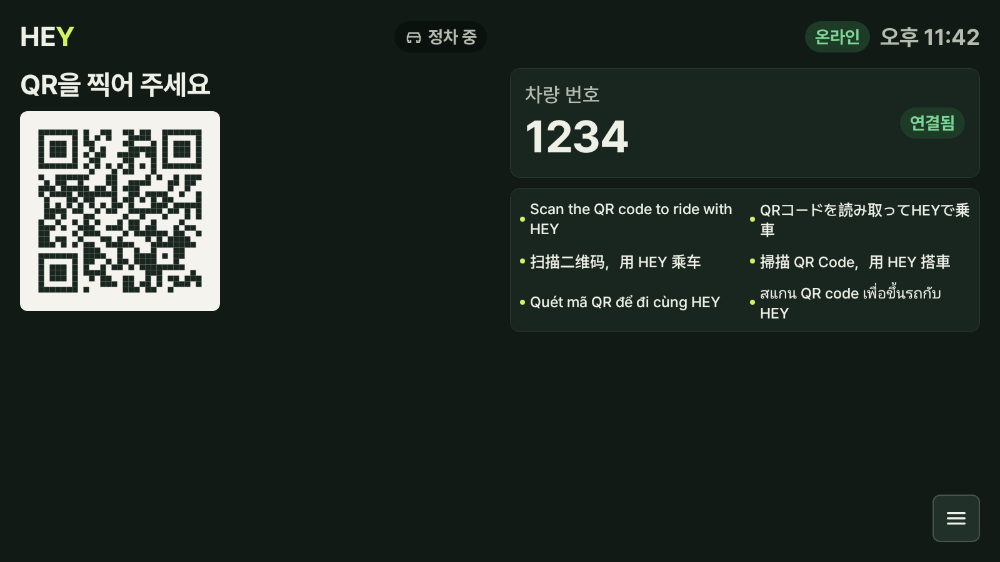 HEY
정차 중
온라인
오후 11:42
QR을 찍어 주세요
차량 번호
1234
연결됨
Scan the QR code to ride with
HEY
QRコードを読み取ってHEYで乗
車
扫描二维码，用 HEY 乘车
掃描 QR Code，用 HEY 搭車
Quét mã QR để đi cùng HEY
สแกน QR code เพื่อขึ้นรถกับ
HEY